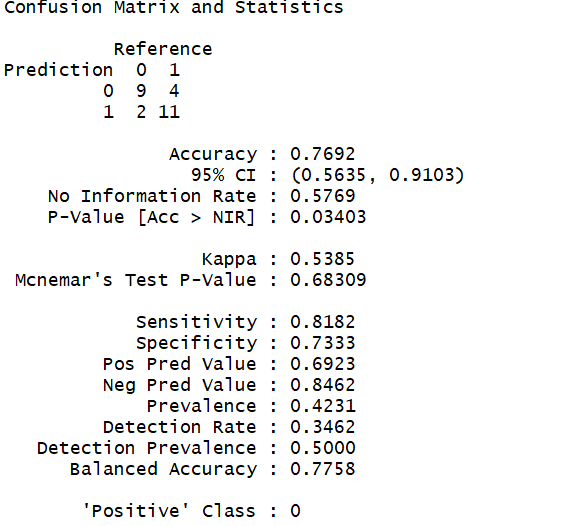 Confusion Matrix and Statistics
Reference
Prediction 0 1
0 9 4
1 2 11
Accuracy : 0.7692
95% CI : (0.5635, 0.9103)
No Information Rate : 0.5769
P-Value [Acc > NIR] : 0.03403
Kappa : 0.5385
Mcnemar's Test P-Value : 0.68309
Sensitivity : 0.8182
Specificity : 0.7333
Pos Pred Value : 0.6923
Neg Pred Value : 0.8462
Prevalence : 0.4231
Detection Rate : 0.3462
Detection Prevalence : 0.5000
Balanced Accuracy : 0.7758
'Positive' Class : 0